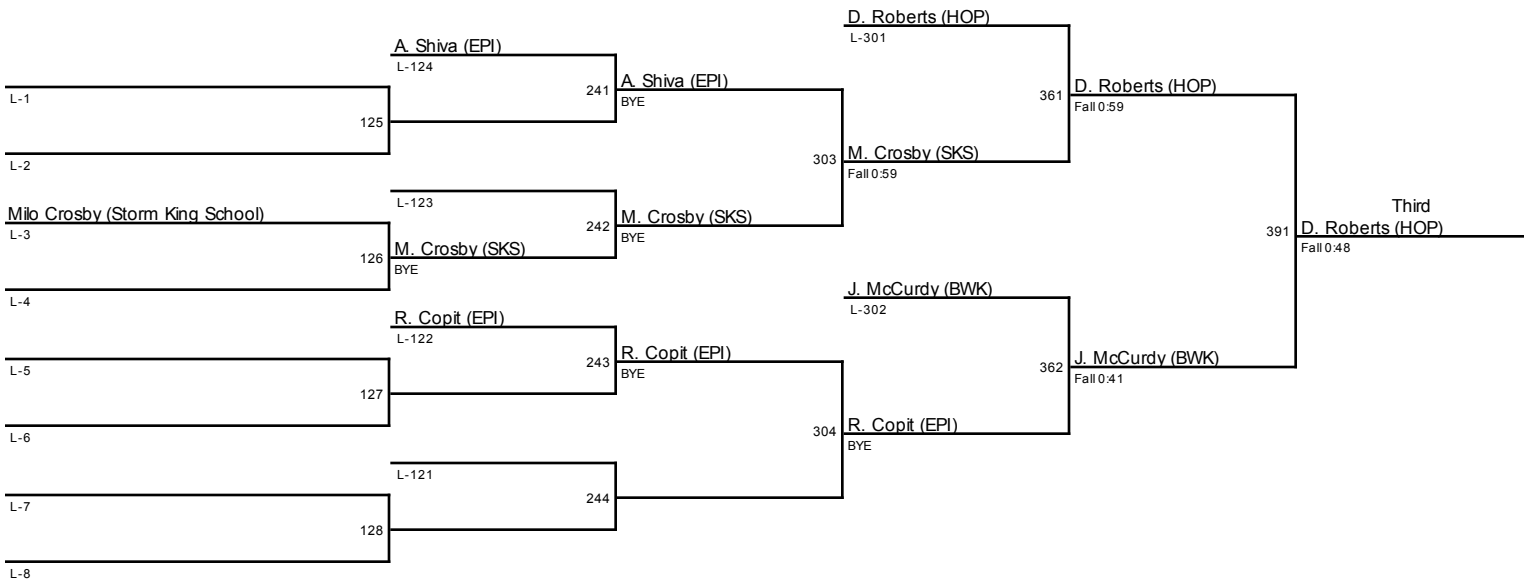 D. Roberts (HOP)
L-301
A. Shiva (EPI)
L-124
241
A. Shiva (EPI)
BYE
361
D. Roberts (HOP)
Fall 0:59
L-1
125
L-2
303
M. Crosby (SKS)
Fall 0:59
L-123
Milo Crosby (Storm King School)
L-3
242
M. Crosby (SKS)
BYE
126
M. Crosby (SKS)
BYE
L-4
Third
391
D. Roberts (HOP)
Fall 0:48
J. McCurdy (BWK)
L-302
R. Copit (EPI)
L-122
243
R. Copit (EPI)
BYE
362
J. McCurdy (BWK)
Fall 0:41
L-5
127
L-6
304
R. Copit (EPI)
BYE
L-121
244
L-7
128
L-8